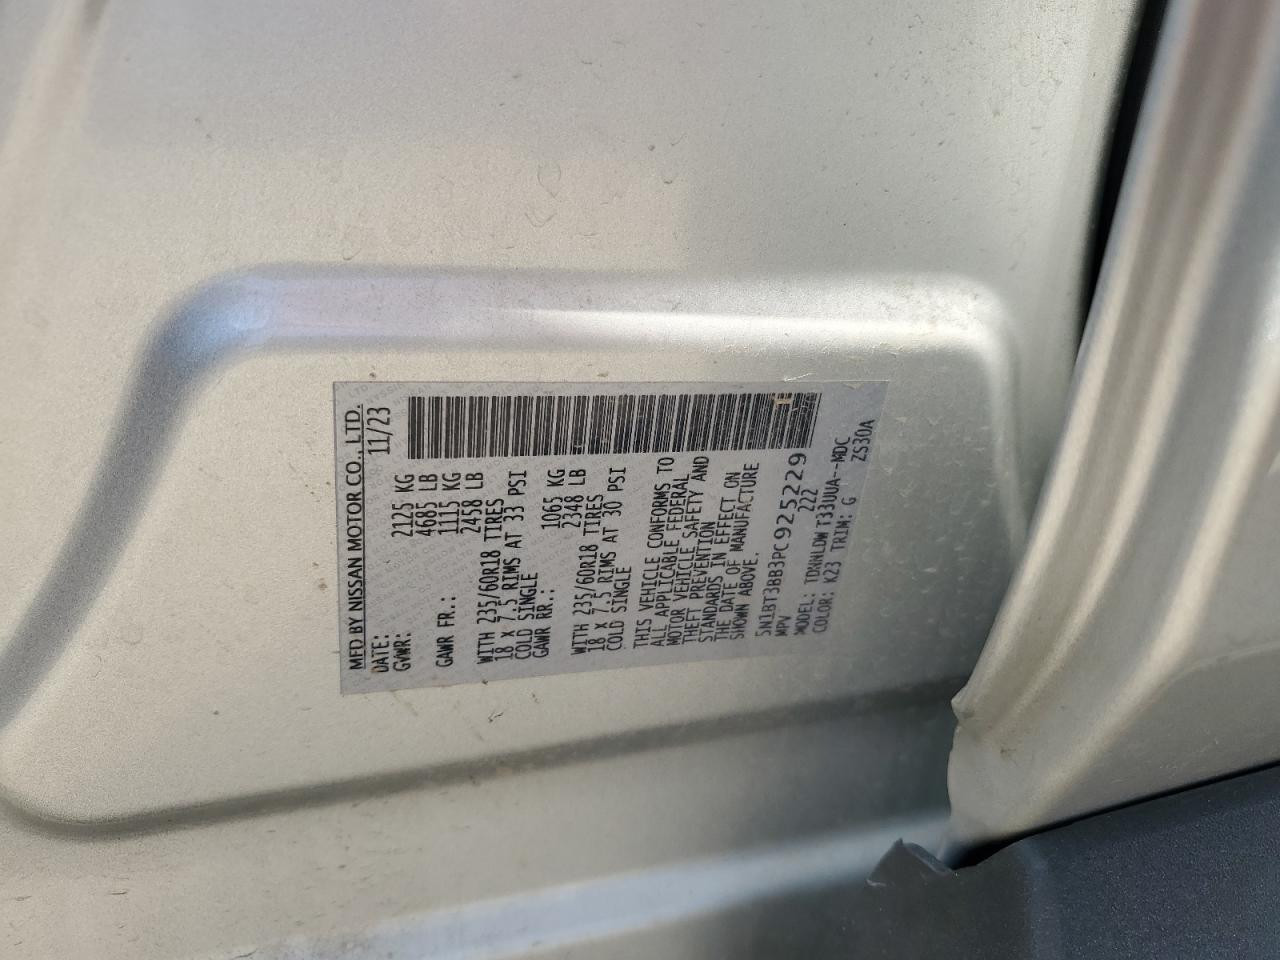 MFD BY NISSAN MOTOR CO., LTD.
DATE: 11/23
GVWR: 2125 KG
4685 LB
GAWR FR.: 1115 KG
2458 LB
WITH 235/60R18 TIRES
18 x 7.5 RIMS AT 33 PSI
COLD SINGLE
GAWR RR.: 1065 KG
2348 LB
WITH 235/60R18 TIRES
18 x 7.5 RIMS AT 30 PSI
COLD SINGLE
THIS VEHICLE CONFORMS TO
ALL APPLICABLE FEDERAL
MOTOR VEHICLE SAFETY AND
THEFT PREVENTION
STANDARDS IN EFFECT ON
THE DATE OF MANUFACTURE
SHOWN ABOVE.
5N1BT3BB3PC925229
MPV 222
MODEL: TDXNLDW T33UUA--MDC
COLOR: K23 TRIM: G ZS30A